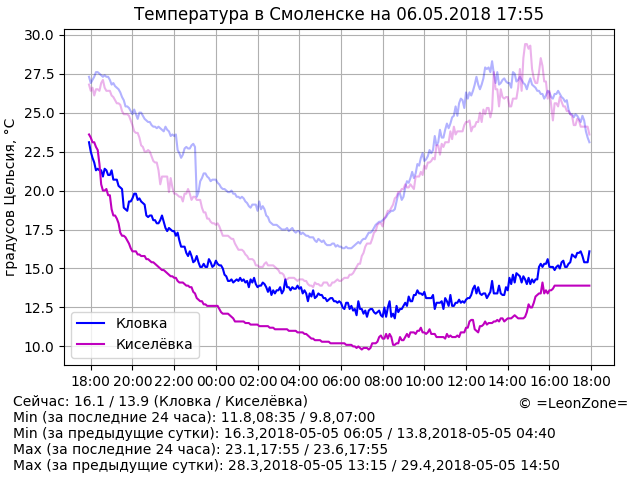 Температура в Смоленске на 06.05.2018 17:55
градусов Цельсия, °C
30.0
27.5
25.0
22.5
20.0
17.5
15.0
12.5
10.0
Кловка
Киселёвка
18:00 20:00 22:00 00:00 02:00 04:00 06:00 08:00 10:00 12:00 14:00 16:00 18:00
Сейчас: 16.1 / 13.9 (Кловка / Киселёвка)
© =LeonZone=
Min (за последние 24 часа): 11.8,08:35 / 9.8,07:00
Min (за предыдущие сутки): 16.3,2018-05-05 06:05 / 13.8,2018-05-05 04:40
Max (за последние 24 часа): 23.1,17:55 / 23.6,17:55
Max (за предыдущие сутки): 28.3,2018-05-05 13:15 / 29.4,2018-05-05 14:50